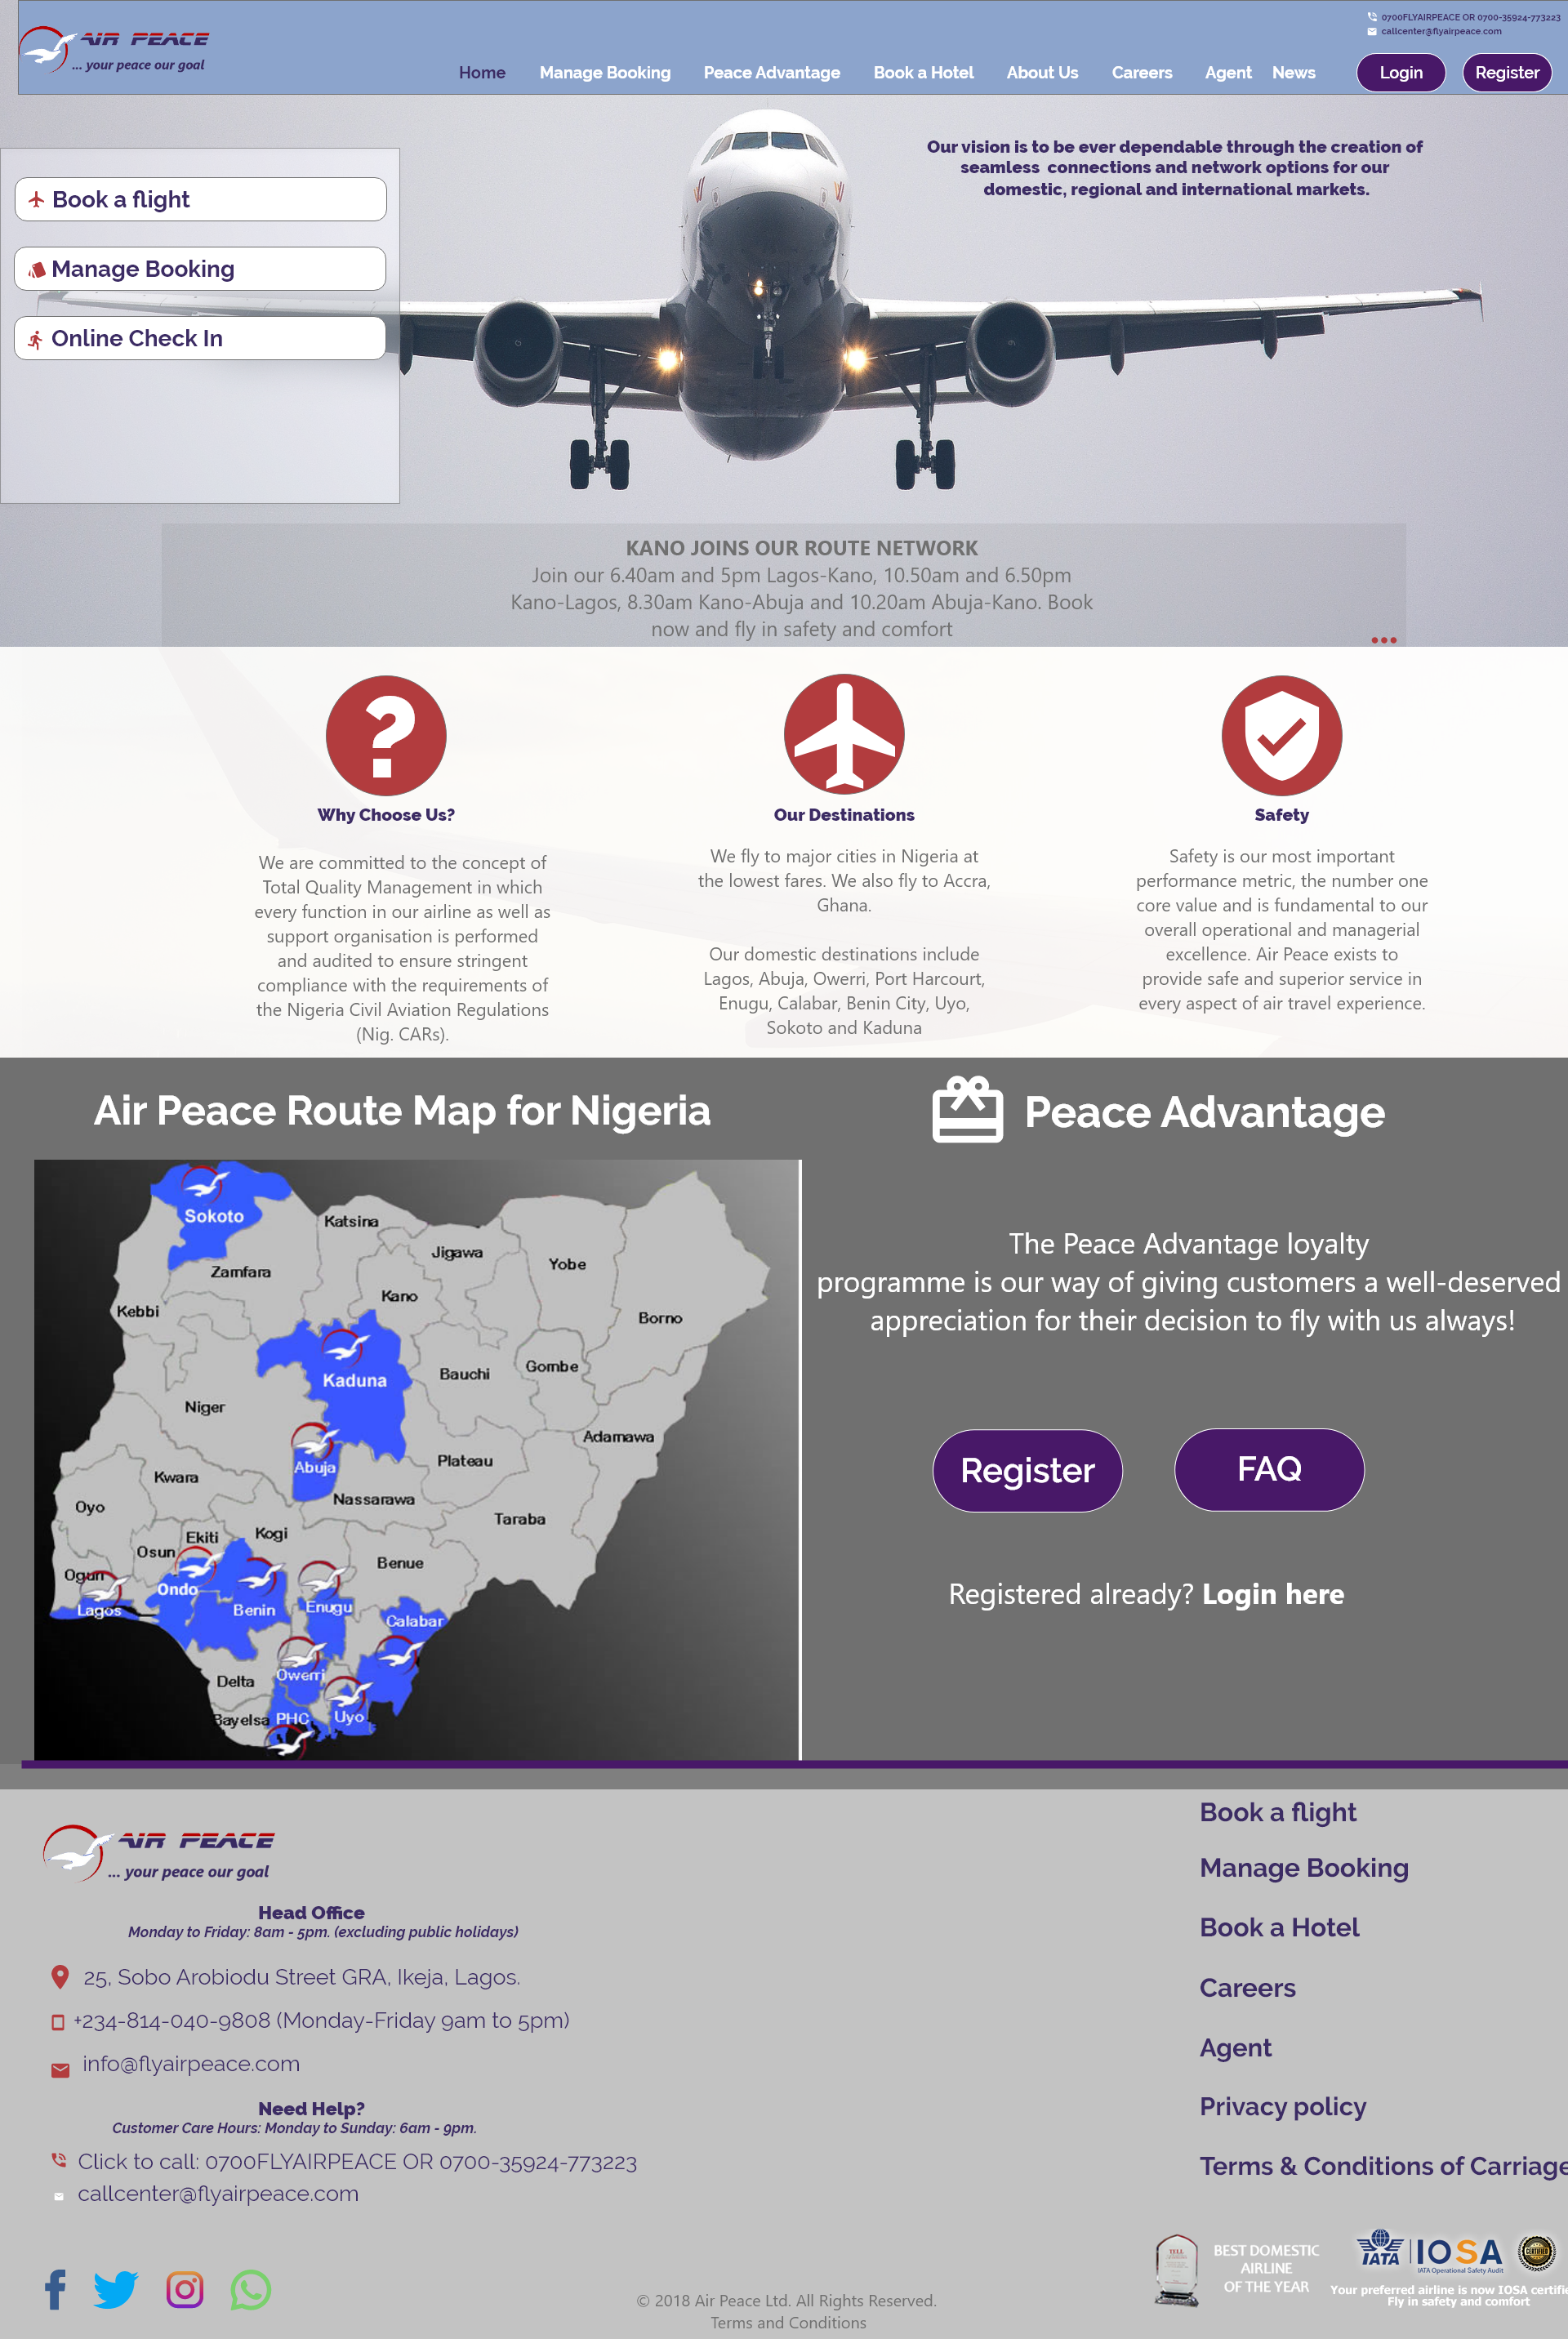 AIR PEACE
... your peace our goal
0700FLYAIRPEACE OR 0700-35924-773223
callcenter@flyairpeace.com
Home Manage Booking Peace Advantage Book a Hotel About Us Careers Agent News Login Register
Our vision is to be ever dependable through the creation of
seamless connections and network options for our
domestic, regional and international markets.
Book a flight
Manage Booking
Online Check In
KANO JOINS OUR ROUTE NETWORK
Join our 6.40am and 5pm Lagos-Kano, 10.50am and 6.50pm
Kano-Lagos, 8.30am Kano-Abuja and 10.20am Abuja-Kano. Book
now and fly in safety and comfort
Why Choose Us?
We are committed to the concept of
Total Quality Management in which
every function in our airline as well as
support organisation is performed
and audited to ensure stringent
compliance with the requirements of
the Nigeria Civil Aviation Regulations
(Nig. CARs).
Our Destinations
We fly to major cities in Nigeria at
the lowest fares. We also fly to Accra,
Ghana.
Our domestic destinations include
Lagos, Abuja, Owerri, Port Harcourt,
Enugu, Calabar, Benin City, Uyo,
Sokoto and Kaduna
Safety
Safety is our most important
performance metric, the number one
core value and is fundamental to our
overall operational and managerial
excellence. Air Peace exists to
provide safe and superior service in
every aspect of air travel experience.
Air Peace Route Map for Nigeria
Sokoto
Katsina
Jigawa
Yobe
Zamfara
Kano
Kebbi
Borno
Kaduna
Bauchi
Gombe
Niger
Adamawa
Abuja
Plateau
Kwara
Nassarawa
Oyo
Taraba
Ekiti
Kogi
Osun
Benue
Ogun
Ondo
Lagos
Benin
Enugu
Calabar
Owerri
Delta
Bayelsa
PHC
Uyo
Peace Advantage
The Peace Advantage loyalty
programme is our way of giving customers a well-deserved
appreciation for their decision to fly with us always!
Register
FAQ
Registered already? Login here
AIR PEACE
... your peace our goal
Head Office
Monday to Friday: 8am - 5pm. (excluding public holidays)
25, Sobo Arobiodu Street GRA, Ikeja, Lagos.
+234-814-040-9808 (Monday-Friday 9am to 5pm)
info@flyairpeace.com
Need Help?
Customer Care Hours: Monday to Sunday: 6am - 9pm.
Click to call: 0700FLYAIRPEACE OR 0700-35924-773223
callcenter@flyairpeace.com
Book a flight
Manage Booking
Book a Hotel
Careers
Agent
Privacy policy
Terms & Conditions of Carriage
TELL
BEST DOMESTIC
AIRLINE
OF THE YEAR
IATA
IOSA
IATA Operational Safety Audit
CERTIFIED
Your preferred airline is now IOSA certifie
Fly in safety and comfort
© 2018 Air Peace Ltd. All Rights Reserved.
Terms and Conditions